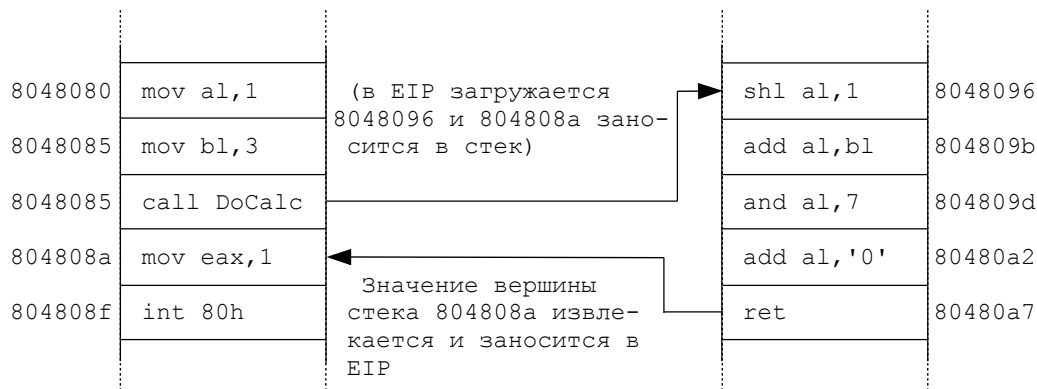 8048080 mov al,1 (в EIP загружается shl al,1 8048096
8048096 и 804808a зано-
8048085 mov bl,3 сится в стек) add al,bl 804809b
8048085 call DoCalc and al,7 804809d
804808a mov eax,1 add al,'0' 80480a2
Значение вершины
804808f int 80h стека 804808a извле- ret 80480a7
кается и заносится в
EIP